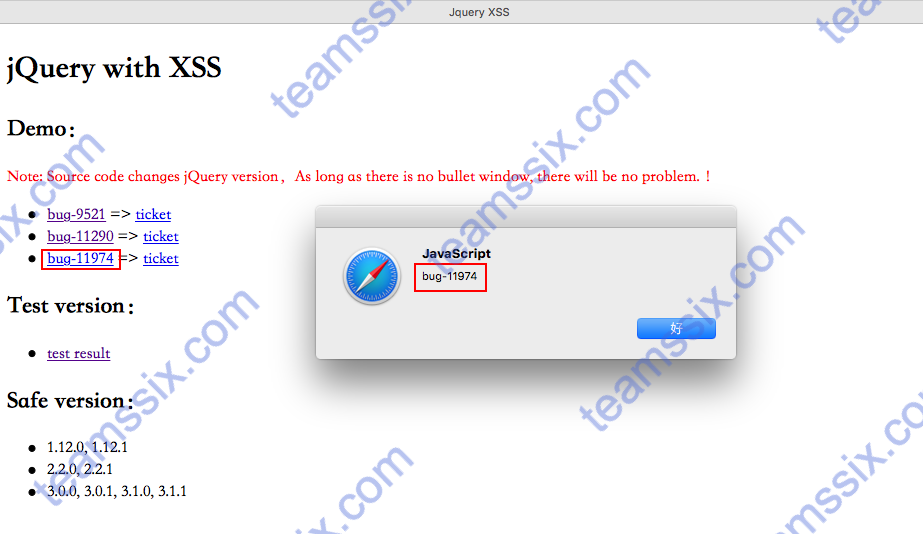 Jquery XSS
jQuery with XSS
Demo：
Note: Source code changes jQuery version，As long as there is no bullet window, there will be no problem.！
bug-9521 => ticket
bug-11290 => ticket
bug-11974 => ticket
JavaScript
bug-11974
好
Test version：
test result
Safe version：
1.12.0, 1.12.1
2.2.0, 2.2.1
3.0.0, 3.0.1, 3.1.0, 3.1.1
teamssix.com
teamssix.com
teamssix.com
teamssix.com
teamssix.com
teamssix.com
teamssix.com